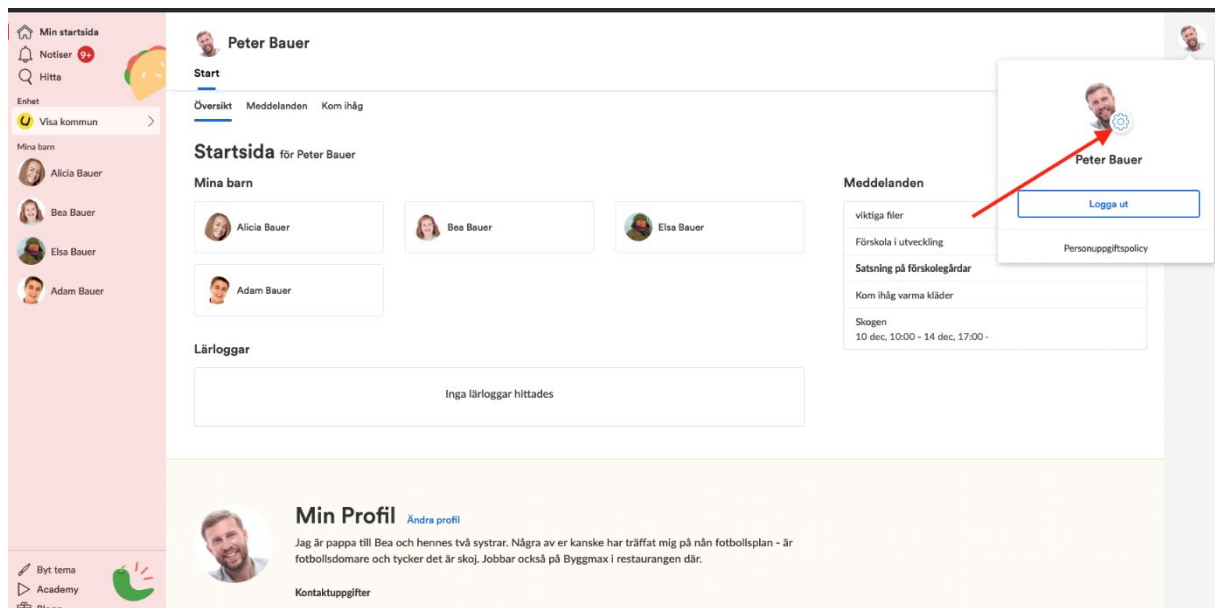 Min startsida
Notiser 9+
Hitta
Enhet
Visa kommun
Mina barn
Alicia Bauer
Bea Bauer
Elsa Bauer
Adam Bauer
Byt tema
Academy
Peter Bauer
Start
Översikt Meddelanden Kom ihåg
Startsida för Peter Bauer
Mina barn
Alicia Bauer
Bea Bauer
Elsa Bauer
Adam Bauer
Lärloggar
Inga lärloggar hittades
Meddelanden
viktiga filer
Förskola i utveckling
Satsning på förskolegårdar
Kom ihåg varma kläder
Skogen
10 dec, 10:00 - 14 dec, 17:00 -
Peter Bauer
Logga ut
Personuppgiftspolicy
Min Profil Ändra profil
Jag är pappa till Bea och hennes två systrar. Några av er kanske har träffat mig på nån fotbollsplan - är
fotbollsdomare och tycker det är skoj. Jobbar också på Byggmax i restaurangen där.
Kontaktuppgifter